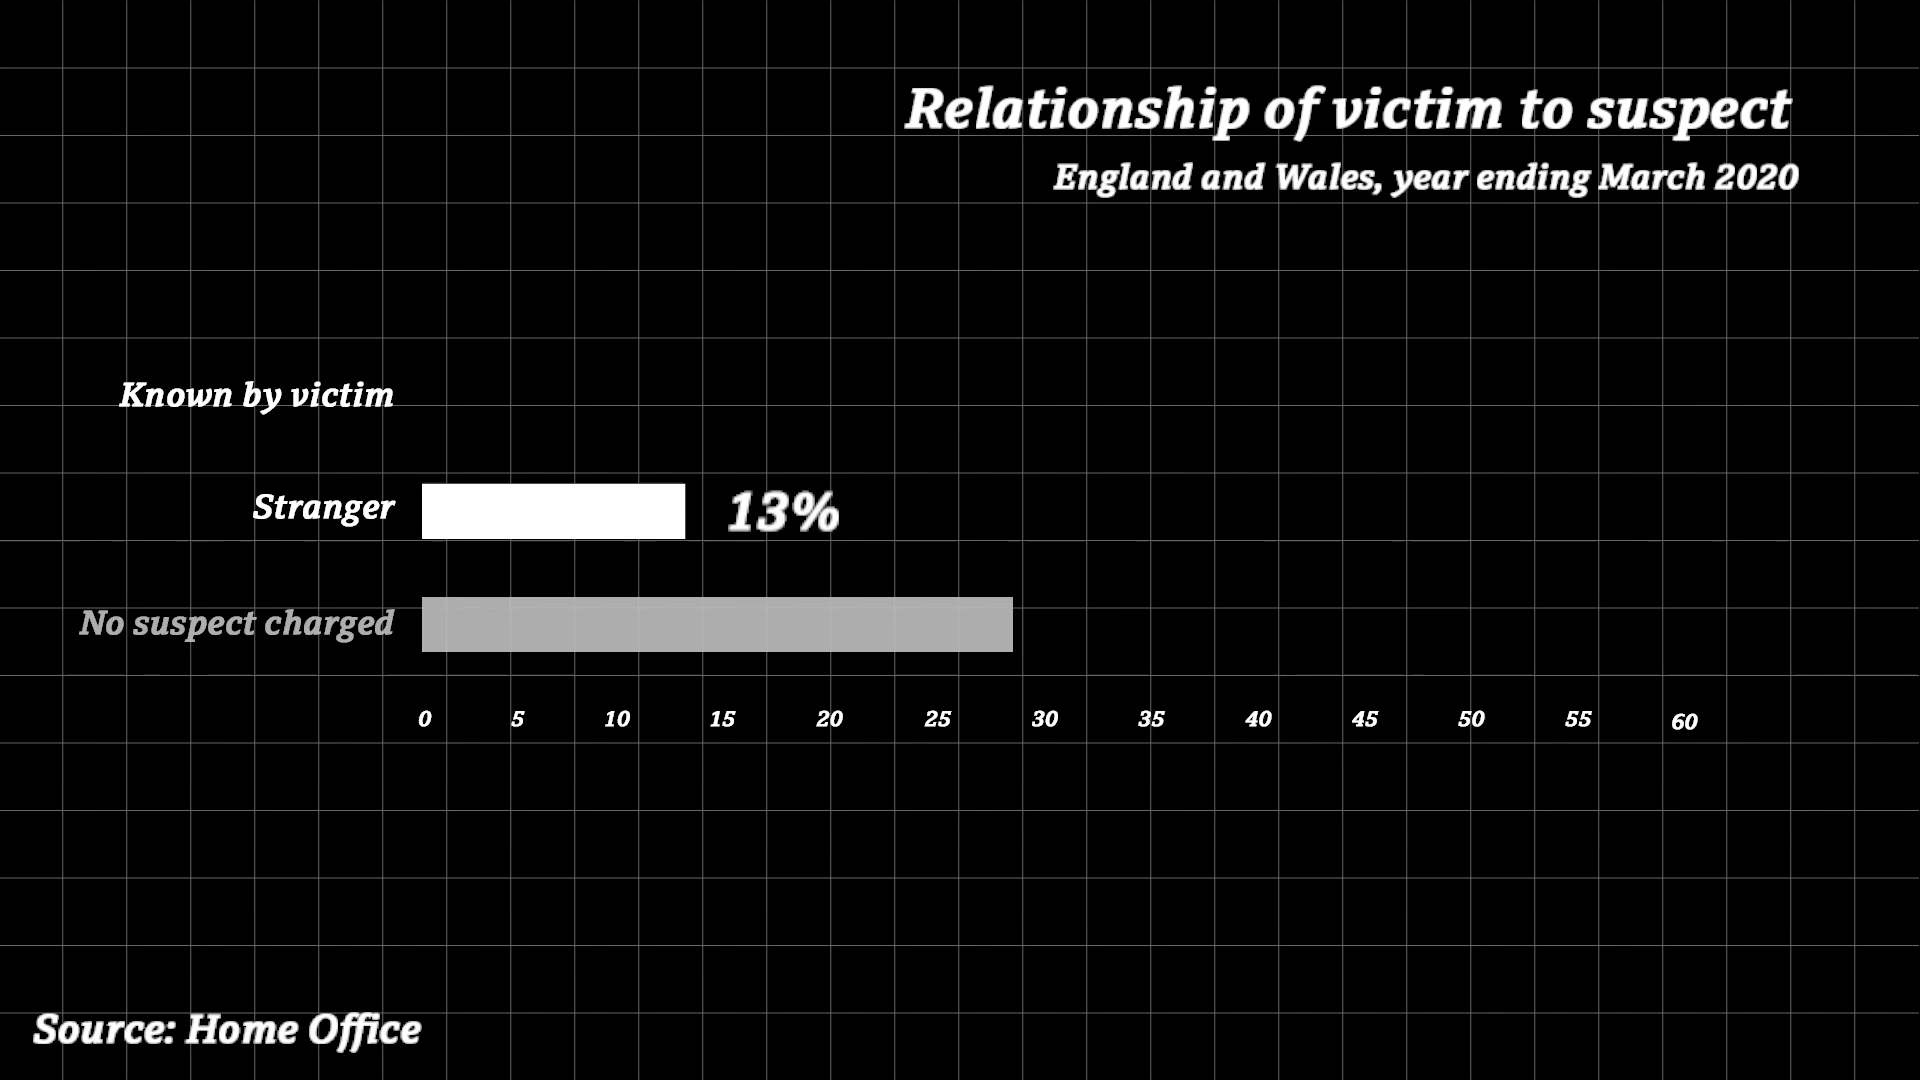 Relationship of victim to suspect
England and Wales, year ending March 2020
Known by victim
Stranger 13%
No suspect charged
0 5 10 15 20 25 30 35 40 45 50 55 60
Source: Home Office